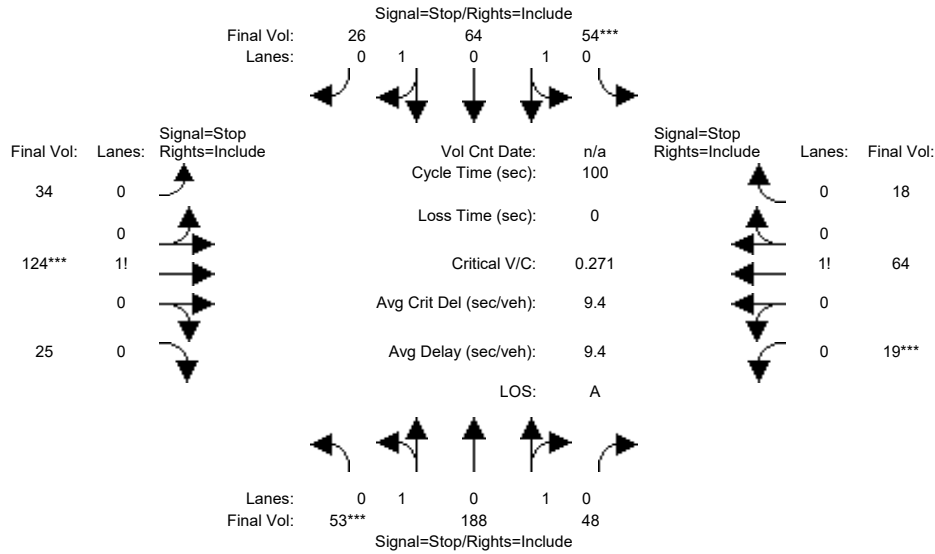 Signal=Stop/Rights=Include
Final Vol: 26 64 54***
Lanes: 0 1 0 1 0
Signal=Stop
Final Vol: Lanes: Rights=Include
Vol Cnt Date: n/a
Signal=Stop
Rights=Include Lanes: Final Vol:
Cycle Time (sec): 100
34 0
0 18
Loss Time (sec): 0
0
0
124*** 1!
Critical V/C: 0.271
1! 64
0
Avg Crit Del (sec/veh): 9.4
0
25 0
Avg Delay (sec/veh): 9.4
0 19***
LOS: A
Lanes: 0 1 0 1 0
Final Vol: 53*** 188 48
Signal=Stop/Rights=Include